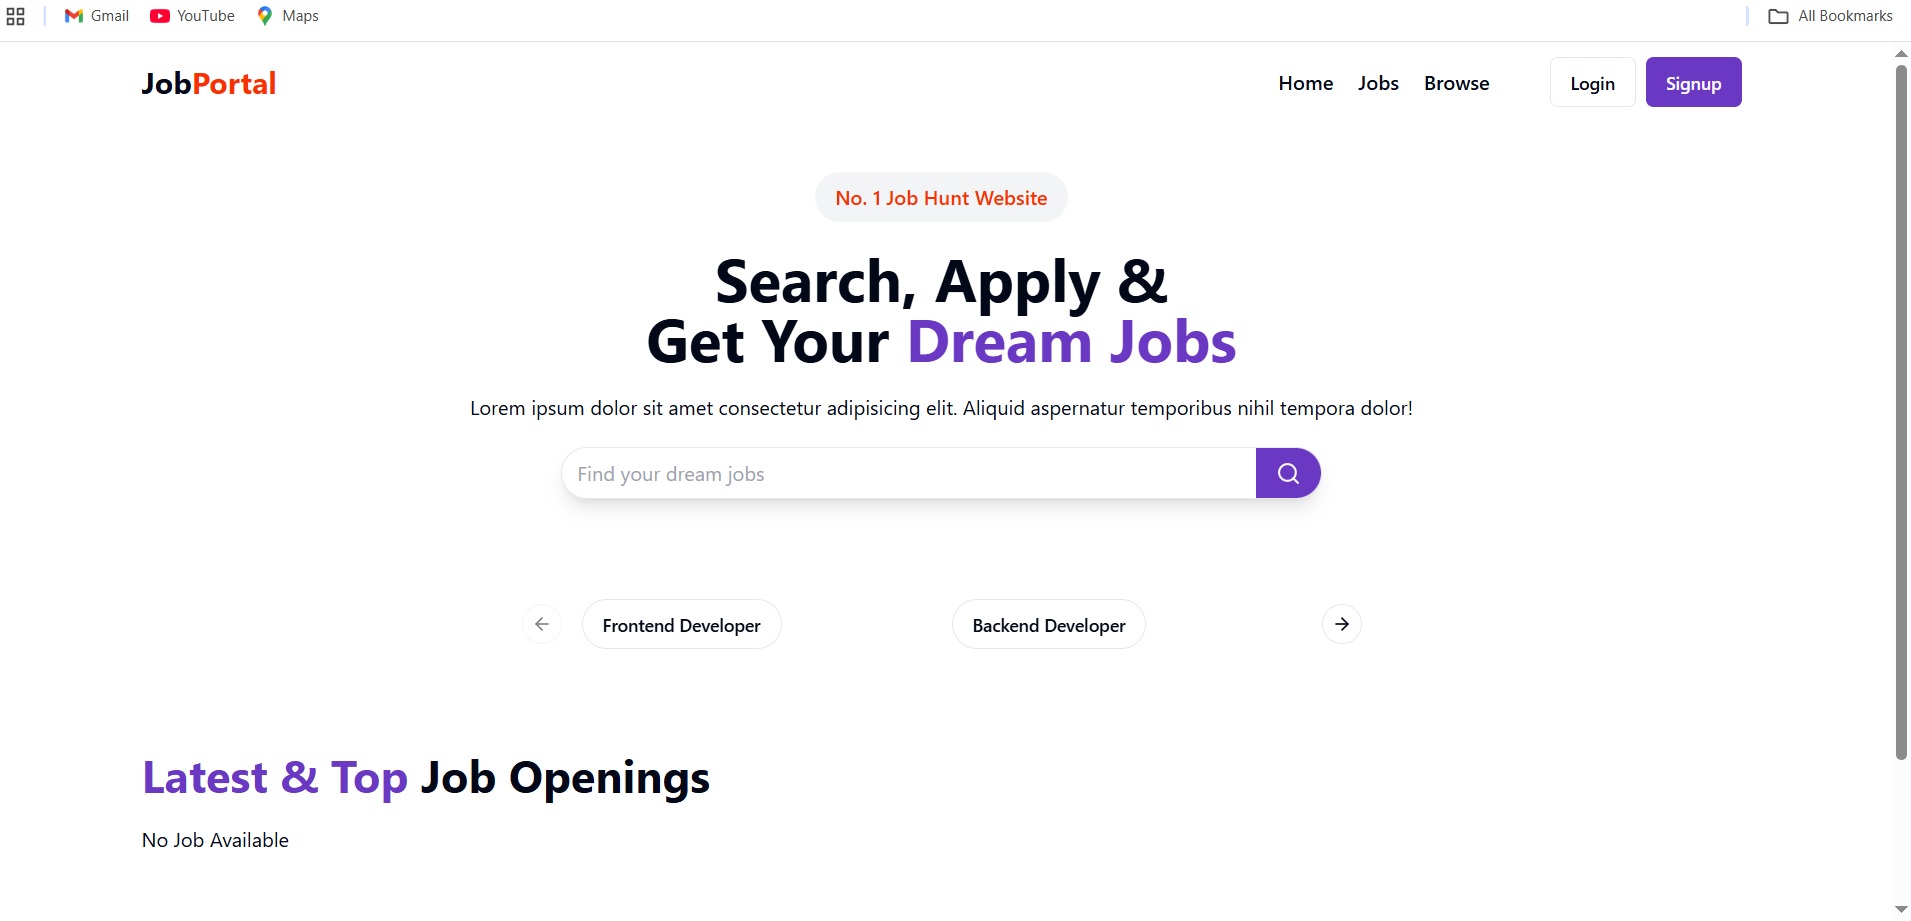 Gmail YouTube Maps All Bookmarks
JobPortal Home Jobs Browse Login Signup
No. 1 Job Hunt Website
Search, Apply &
Get Your Dream Jobs
Lorem ipsum dolor sit amet consectetur adipisicing elit. Aliquid aspernatur temporibus nihil tempora dolor!
Find your dream jobs
Frontend Developer Backend Developer
Latest & Top Job Openings
No Job Available